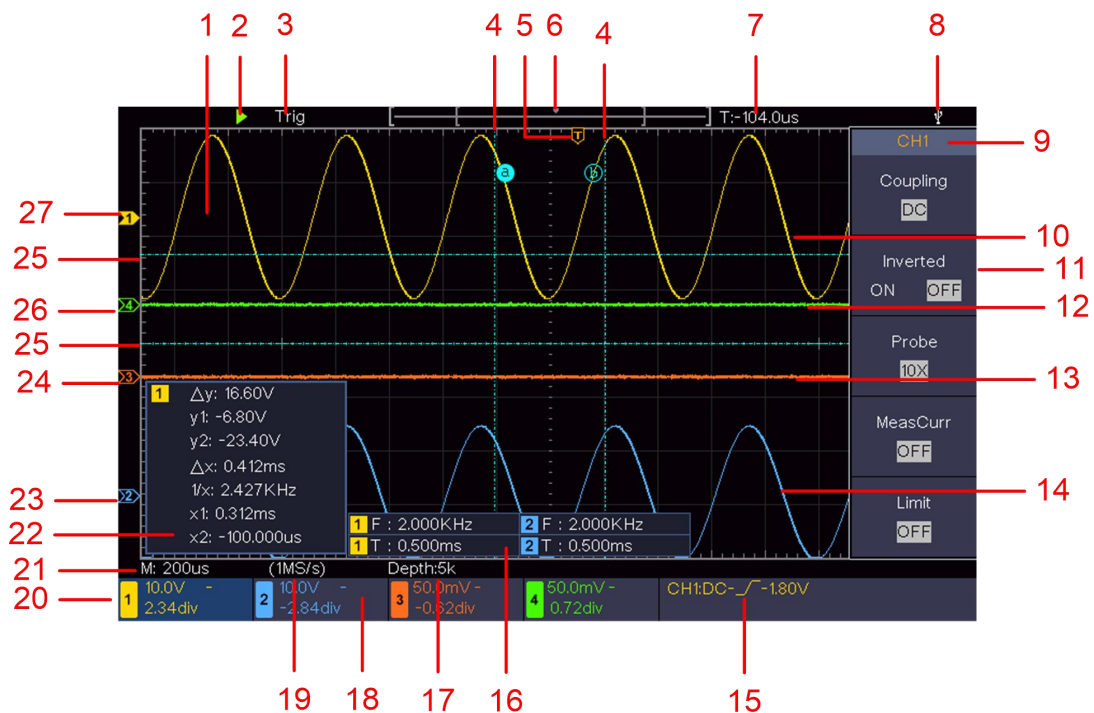 1 2 3 4 5 6 4 7 8
Trig T:-104.0us
T
CH1 9
a b
Coupling
DC
27 1
10
25
Inverted 11
ON OFF
26 4 12
25
Probe
24 3 10X 13
1 Δy: 16.60V
y1: -6.80V
y2: -23.40V
MeasCurr
OFF
Δx: 0.412ms
1/x: 2.427KHz
23 2 14
x1: 0.312ms
Limit
22 x2: -100.000us
OFF
1 F : 2.000KHz 2 F : 2.000KHz
1 T : 0.500ms 2 T : 0.500ms
21 M: 200us (1MS/s) Depth:5k
20 1 10.0V - 2 10.0V - 3 50.0mV - 4 50.0mV - CH1:DC- -1.80V
2.34div -2.84div -0.62div 0.72div
19 18 17 16 15